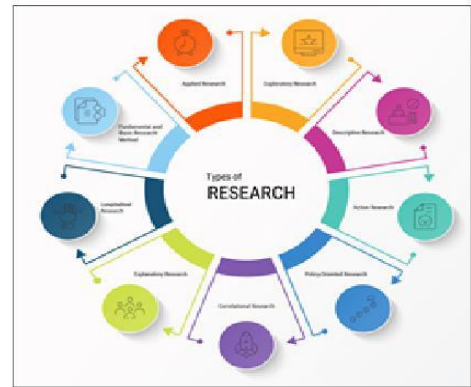 Types of
RESEARCH
Applied Research
Exploratory Research
Descriptive Research
Action Research
Policy Oriented Research
Correlational Research
Explanatory Research
Longitudinal
Research
Fundamental and
Basic Research
Method